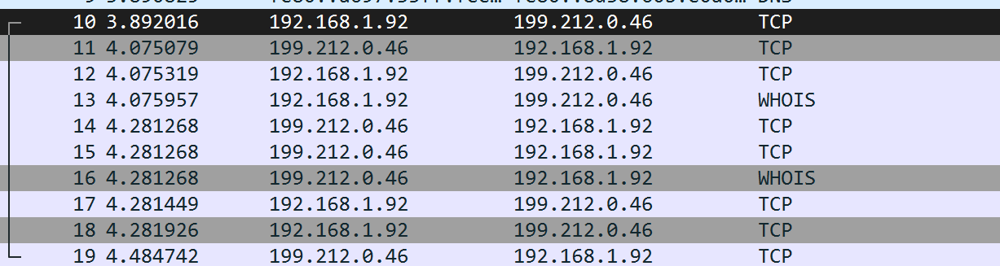 10 3.892016 192.168.1.92 199.212.0.46 TCP
11 4.075079 199.212.0.46 192.168.1.92 TCP
12 4.075319 192.168.1.92 199.212.0.46 TCP
13 4.075957 192.168.1.92 199.212.0.46 WHOIS
14 4.281268 199.212.0.46 192.168.1.92 TCP
15 4.281268 199.212.0.46 192.168.1.92 TCP
16 4.281268 199.212.0.46 192.168.1.92 WHOIS
17 4.281449 192.168.1.92 199.212.0.46 TCP
18 4.281926 192.168.1.92 199.212.0.46 TCP
19 4.484742 199.212.0.46 192.168.1.92 TCP